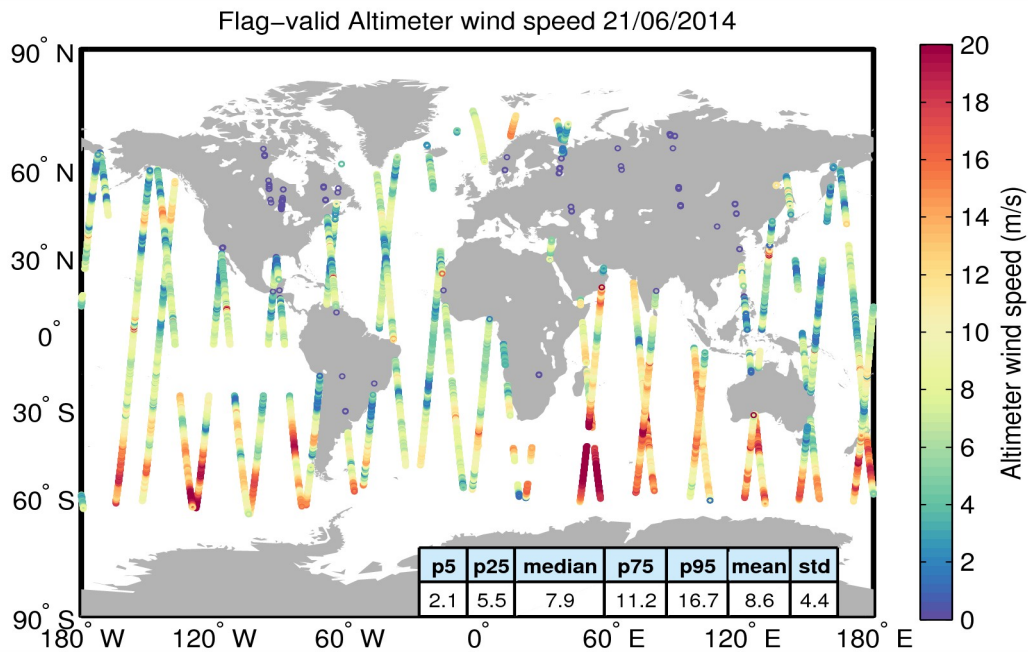 Flag−valid Altimeter wind speed 21/06/2014
90° N
60° N
30° N
0°
30° S
60° S
90° S
180° W
120° W
60° W
0°
60° E
120° E
180° E
p5 p25 median p75 p95 mean std
2.1 5.5 7.9 11.2 16.7 8.6 4.4
20
18
16
14
12
10
8
6
4
2
0
Altimeter wind speed (m/s)